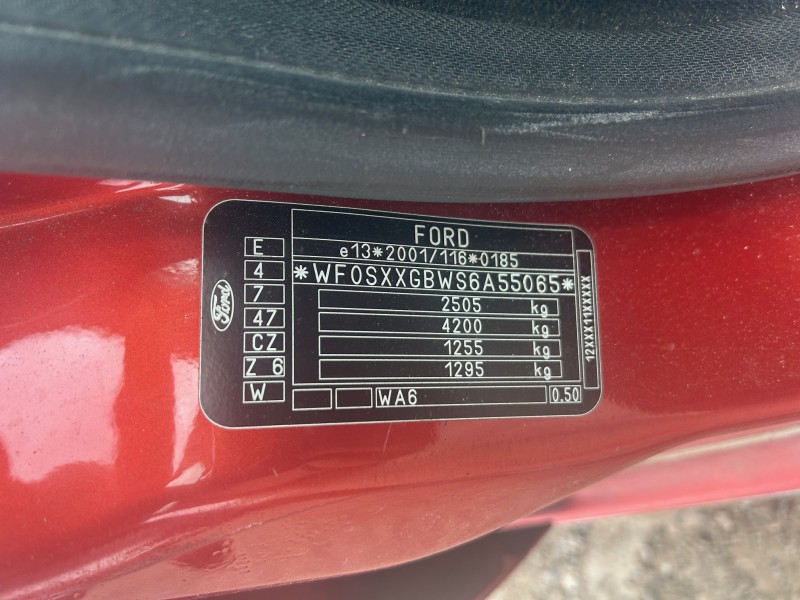 FORD
e13*2001/116*0185
*WF0SXXGBWS6A55065*
2505 kg
4200 kg
1255 kg
1295 kg
WA6
0.50
E
4
7
47
CZ
Z 6
W
Ford
12XXX11XXXXX